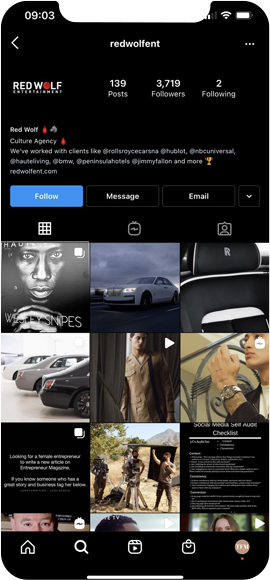 09:03
redwolfent
RED WOLF
ENTERTAINMENT
139
3,719
2
Posts
Followers
Following
Red Wolf
Culture Agency
We've worked with clients like @rollsroycecarsna @hublot, @nbcuniversal,
@hauteliving, @bmw, @peninsulahotels @jimmyfallon and more
redwolfent.com
Follow
Message
Email
HAUTE
WESLEY SNIPES
Looking for a female entrepreneur
to write a new article on
Entrepreneur Magazine.
If you know someone who has a
great story and business tag her below.
Social Media Self Audit
Checklist